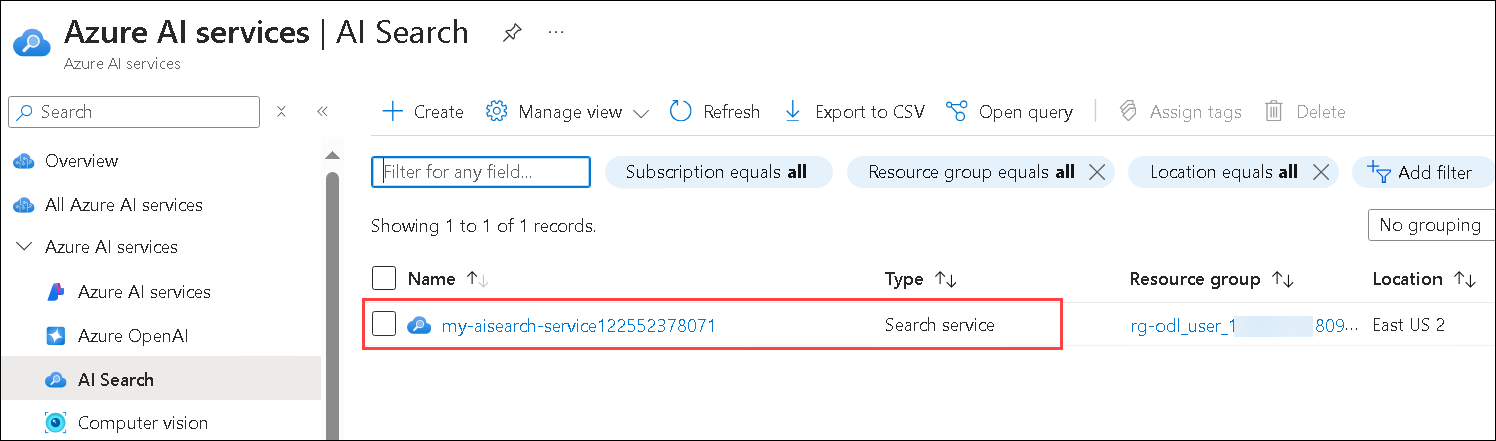 Azure AI services | AI Search ...
Azure AI services
Search
Create Manage view Refresh Export to CSV Open query Assign tags Delete
Overview
All Azure AI services
Azure AI services
Azure AI services
Azure OpenAI
AI Search
Computer vision
Filter for any field... Subscription equals all Resource group equals all Location equals all Add filter
Showing 1 to 1 of 1 records.
No grouping
Name Type Resource group Location
my-aisearch-service122552378071 Search service rg-odl_user_1 809... East US 2